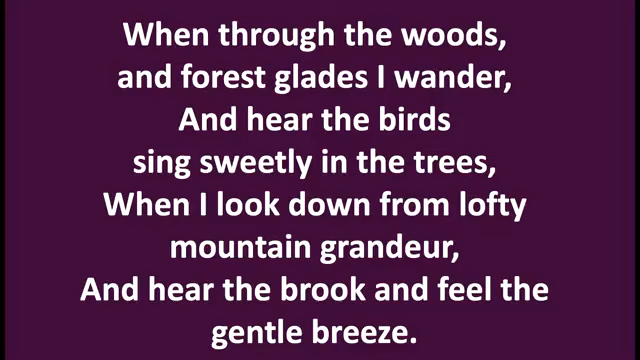 When through the woods,
and forest glades I wander,
And hear the birds
sing sweetly in the trees,
When I look down from lofty
mountain grandeur,
And hear the brook and feel the
gentle breeze.